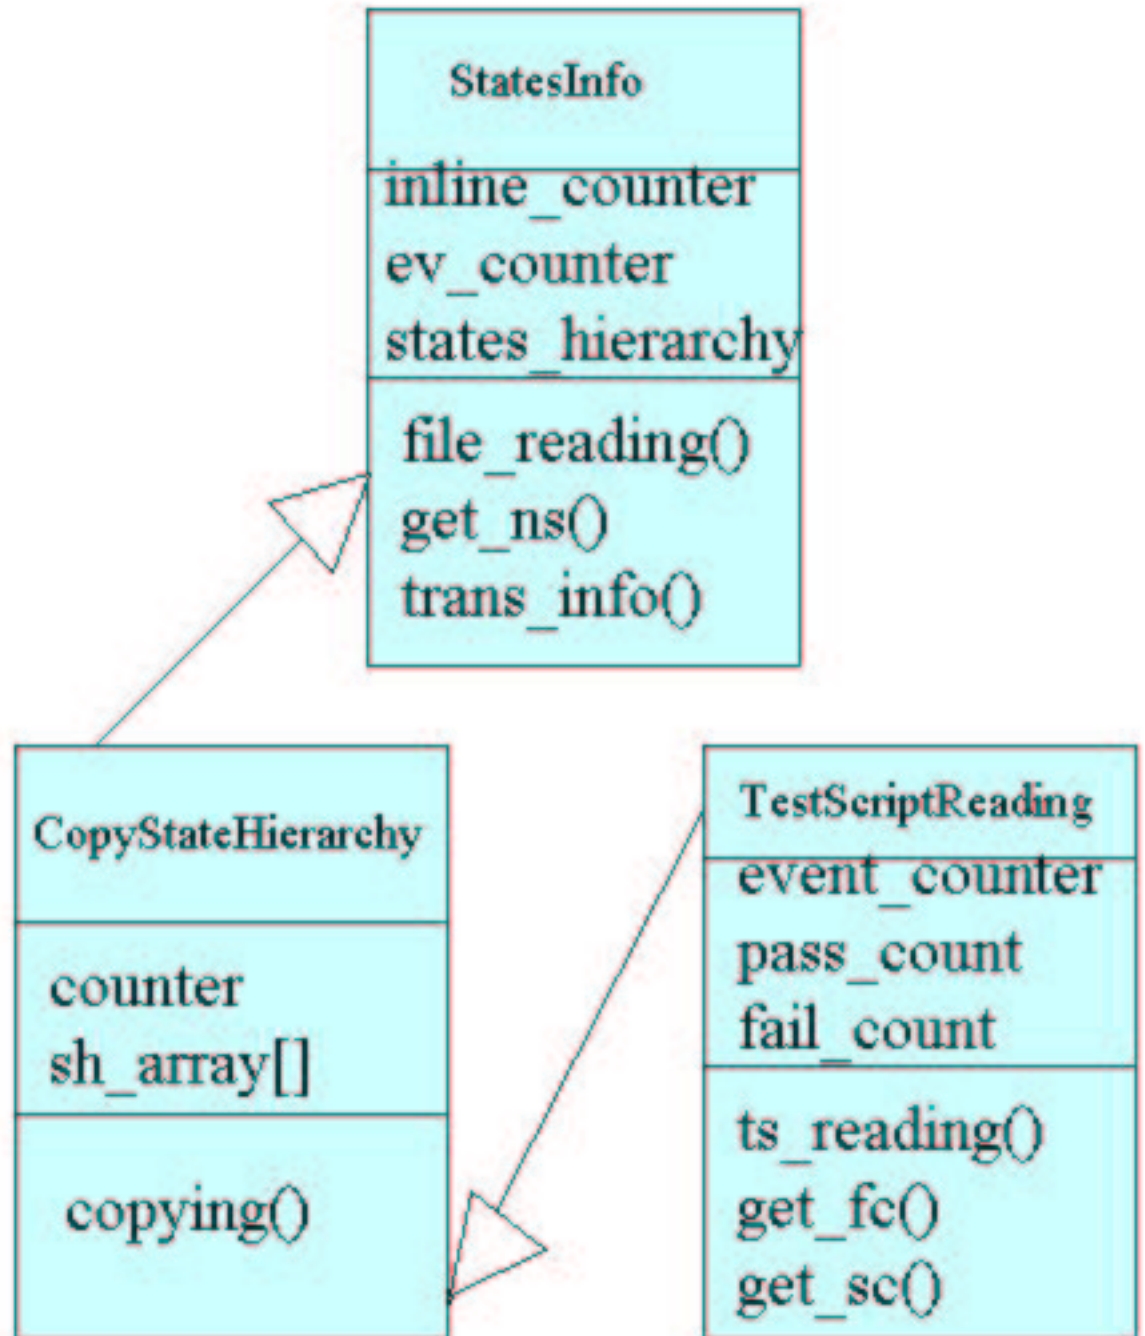 StatesInfo
inline_counter
ev_counter
states_hierarchy
file_reading()
get_ns()
trans_info()
CopyStateHierarchy
counter
sh_array[]
copying()
TestScriptReading
event_counter
pass_count
fail_count
ts_reading()
get_fc()
get_sc()